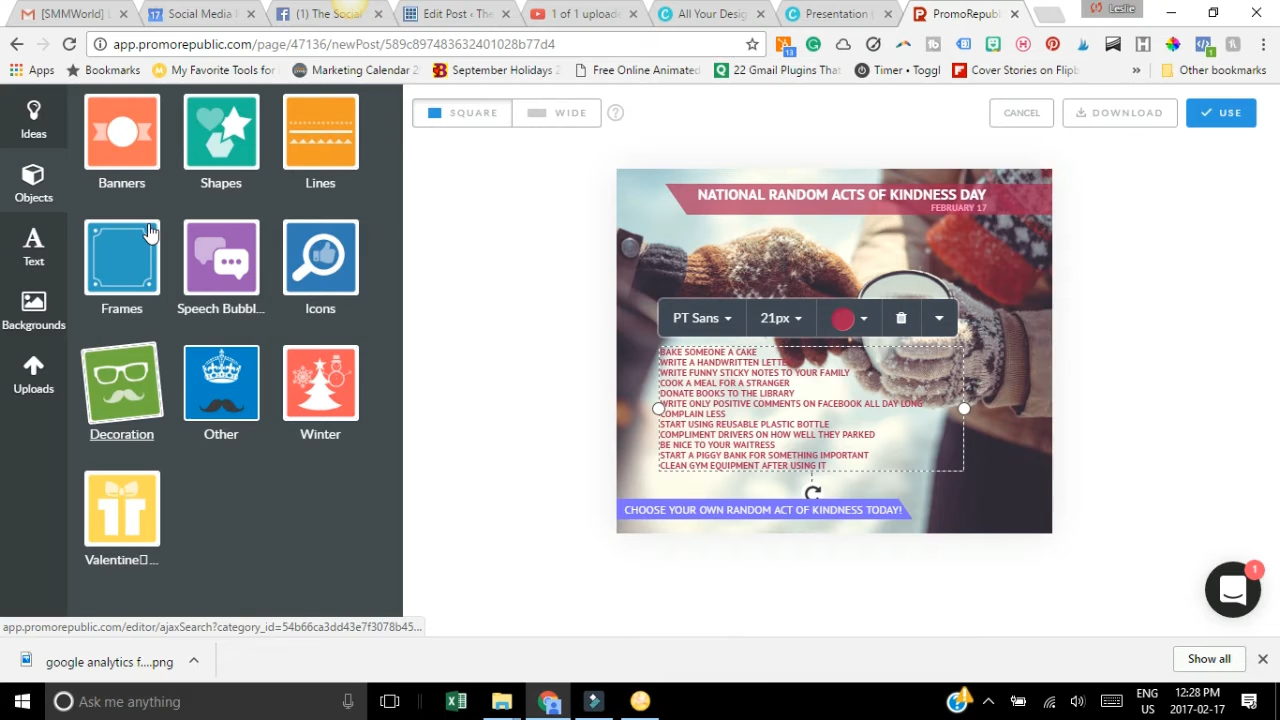 [SMMWorld] L
17 Social Media
(1) The Social
Edit Post ‹ The
1 of 1 uploade
All Your Desig
Presentation (
PromoRepubl
Leslie
app.promorepublic.com/page/47136/newPost/589c897483632401028b77d4
13
1
Apps
Bookmarks
My Favorite Tools for
Marketing Calendar 2
September Holidays 2
Free Online Animated
22 Gmail Plugins That
Timer • Toggl
Cover Stories on Flipb
»
Other bookmarks
Ideas
Objects
Text
Backgrounds
Uploads
Banners
Shapes
Lines
Frames
Speech Bubbl...
Icons
Decoration
Other
Winter
Valentine▯...
SQUARE
WIDE
?
CANCEL
DOWNLOAD
USE
NATIONAL RANDOM ACTS OF KINDNESS DAY
FEBRUARY 17
PT Sans
21px
BAKE SOMEONE A CAKE
WRITE A HANDWRITTEN LETTE
WRITE FUNNY STICKY NOTES TO YOUR FAMILY
COOK A MEAL FOR A STRANGER
DONATE BOOKS TO THE LIBRARY
WRITE ONLY POSITIVE COMMENTS ON FACEBOOK ALL DAY LONG
COMPLAIN LESS
START USING REUSABLE PLASTIC BOTTLE
COMPLIMENT DRIVERS ON HOW WELL THEY PARKED
BE NICE TO YOUR WAITRESS
START A PIGGY BANK FOR SOMETHING IMPORTANT
CLEAN GYM EQUIPMENT AFTER USING IT
CHOOSE YOUR OWN RANDOM ACT OF KINDNESS TODAY!
1
app.promorepublic.com/editor/ajaxSearch?category_id=54b66ca3dd43e7f3078b45...
google analytics f....png
Show all
Ask me anything
ENG
US
12:28 PM
2017-02-17